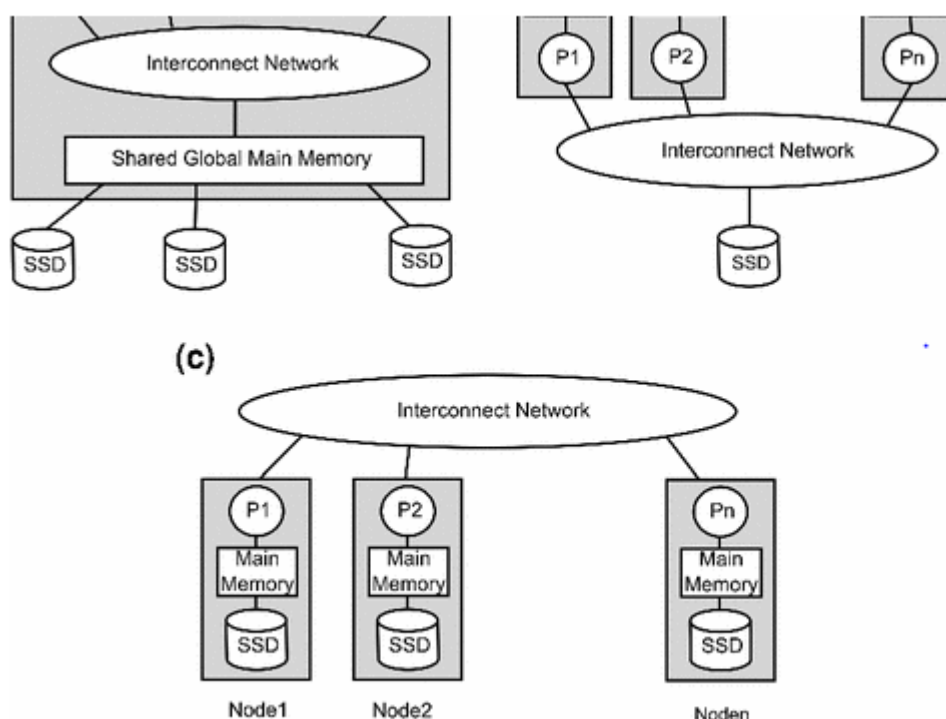 Interconnect Network
Shared Global Main Memory
SSD
SSD
SSD
P1
P2
Pn
Interconnect Network
SSD
(c)
Interconnect Network
P1
Main
Memory
SSD
Node1
P2
Main
Memory
SSD
Node2
Pn
Main
Memory
SSD
Noden